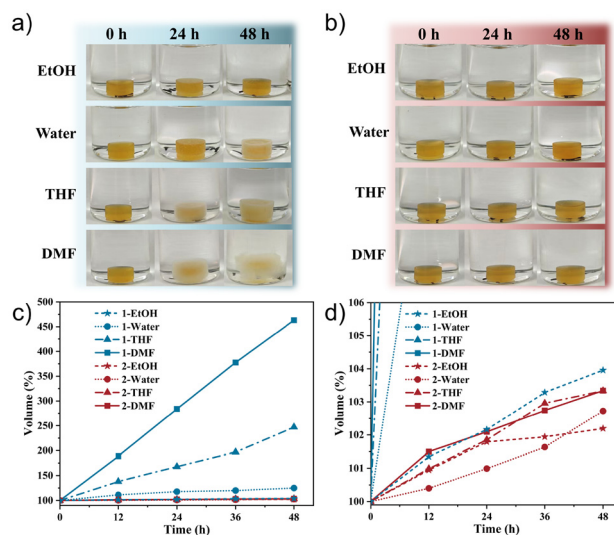 a)
0 h 24 h 48 h
EtOH
Water
THF
DMF
b)
0 h 24 h 48 h
EtOH
Water
THF
DMF
c)
500
450
400
350
300
250
200
150
100
Volume (%)
1-EtOH
1-Water
1-THF
1-DMF
2-EtOH
2-Water
2-THF
2-DMF
0 12 24 36 48
Time (h)
d)
106
105
104
103
102
101
100
Volume (%)
1-EtOH
1-Water
1-THF
1-DMF
2-EtOH
2-Water
2-THF
2-DMF
0 12 24 36 48
Time (h)